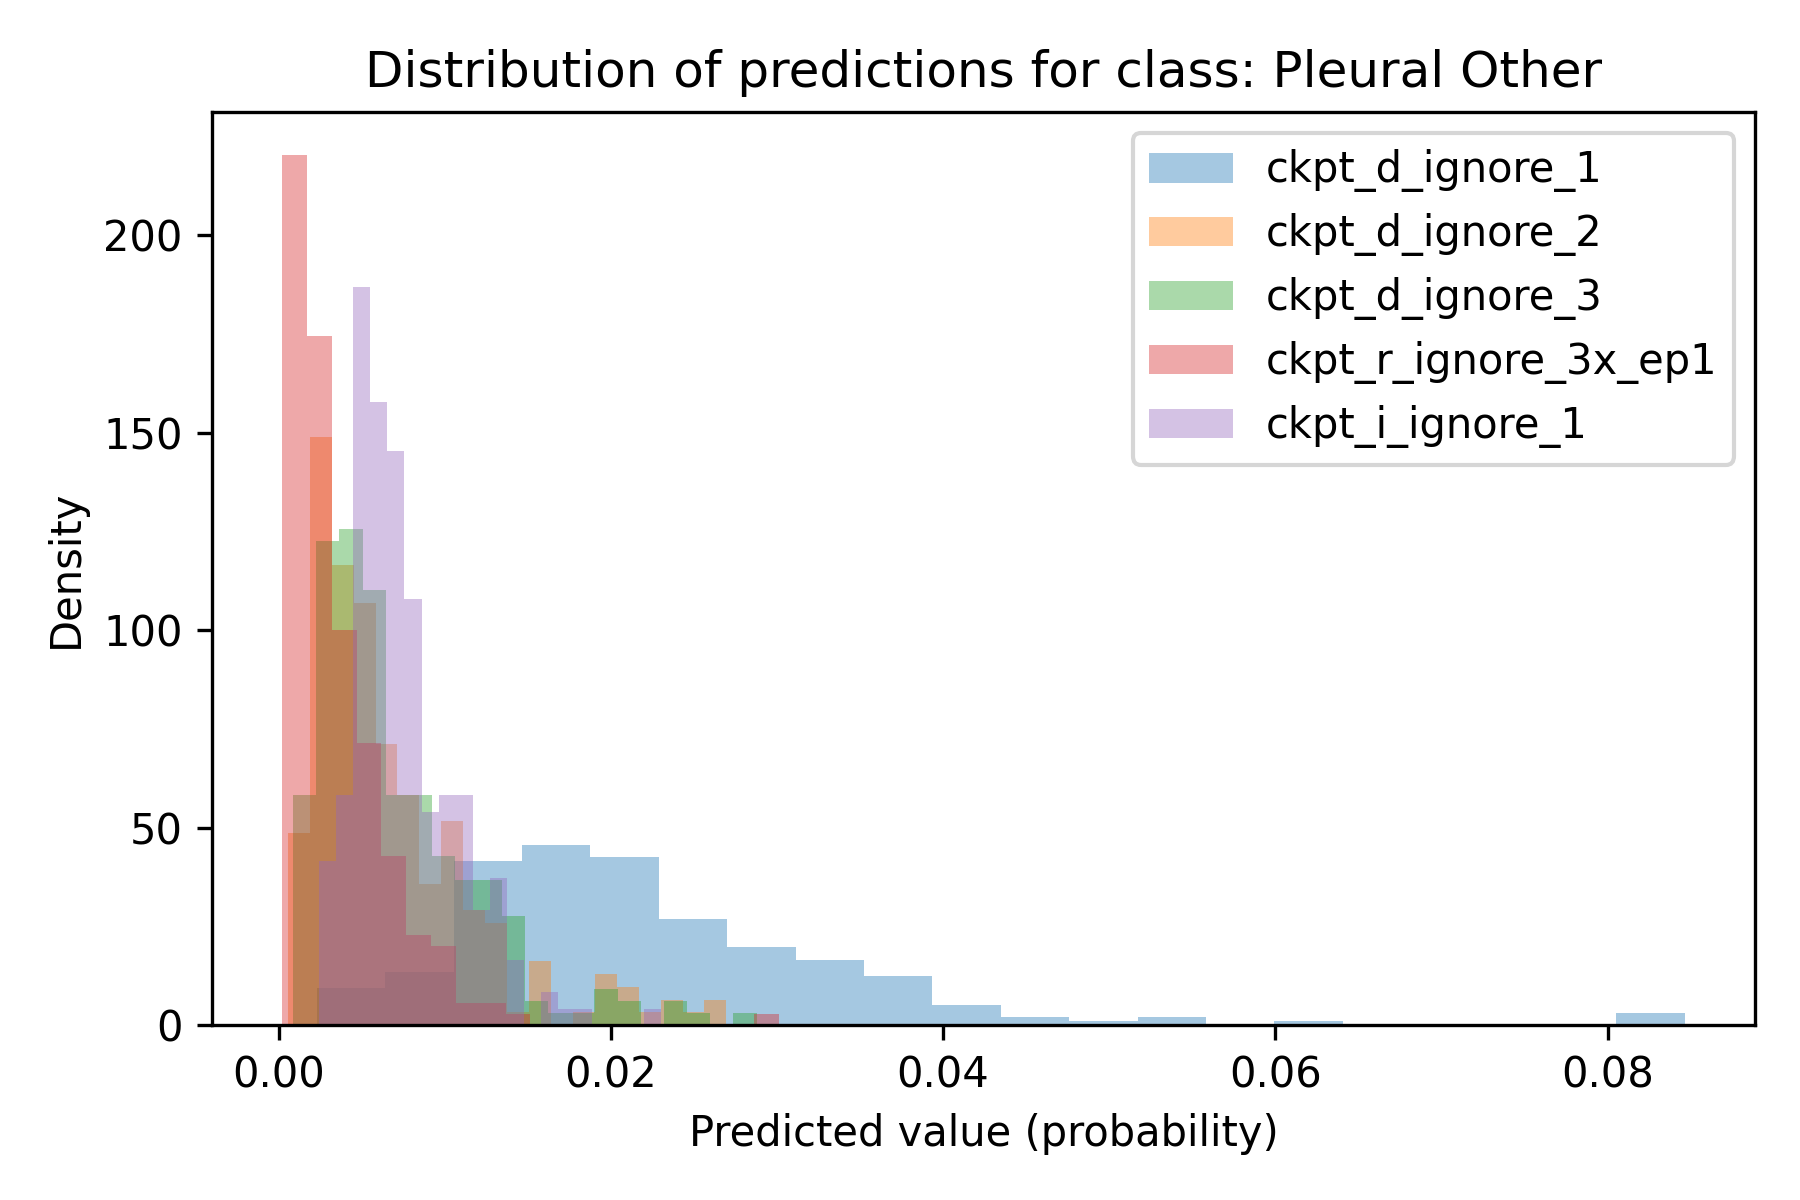 Distribution of predictions for class: Pleural Other
ckpt_d_ignore_1
ckpt_d_ignore_2
ckpt_d_ignore_3
ckpt_r_ignore_3x_ep1
ckpt_i_ignore_1
Density
200
150
100
50
0
0.00 0.02 0.04 0.06 0.08
Predicted value (probability)